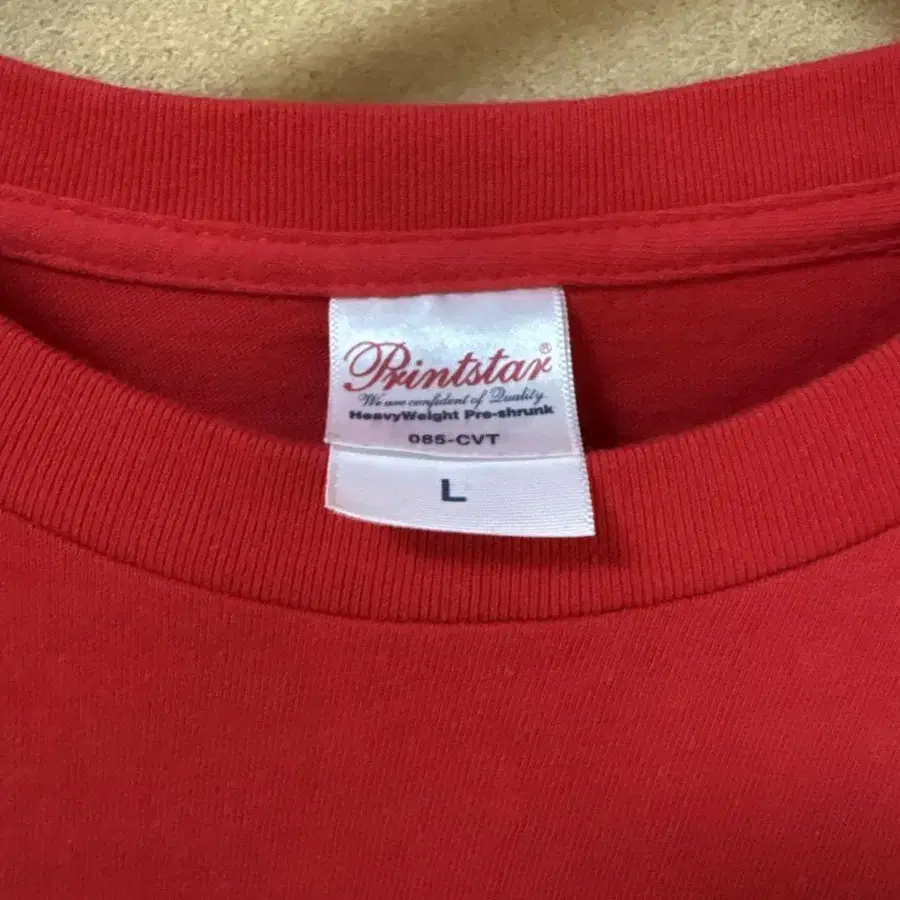 Printstar®
We are confident of Quality
HeavyWeight Pre-shrunk
085-CVT
L